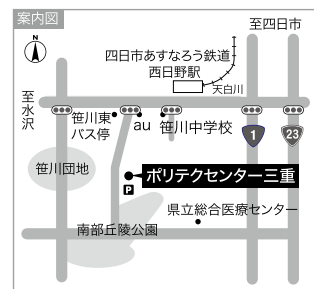 案内図
至四日市
N
四日市あすなろう鉄道
西日野駅
天白川
至水沢
笹川東
バス停
au
笹川中学校
1
23
笹川団地
ポリテクセンター三重
P
県立総合医療センター
南部丘陵公園